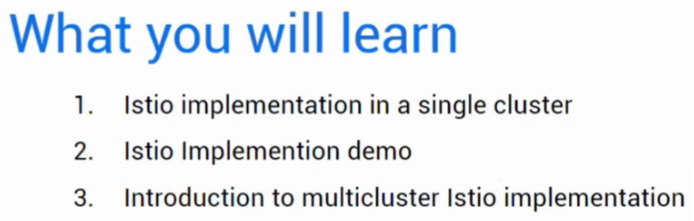 What you will learn
1. Istio implementation in a single cluster
2. Istio Implemention demo
3. Introduction to multicluster Istio implementation